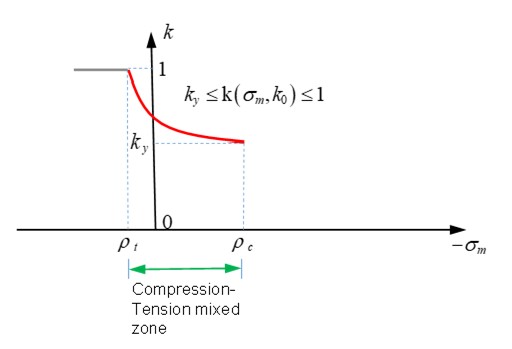 k
1
k_y ≤ k(σ_m, k_0) ≤ 1
k_y
0
ρ_t ρ_c −σ_m
Compression-
Tension mixed
zone